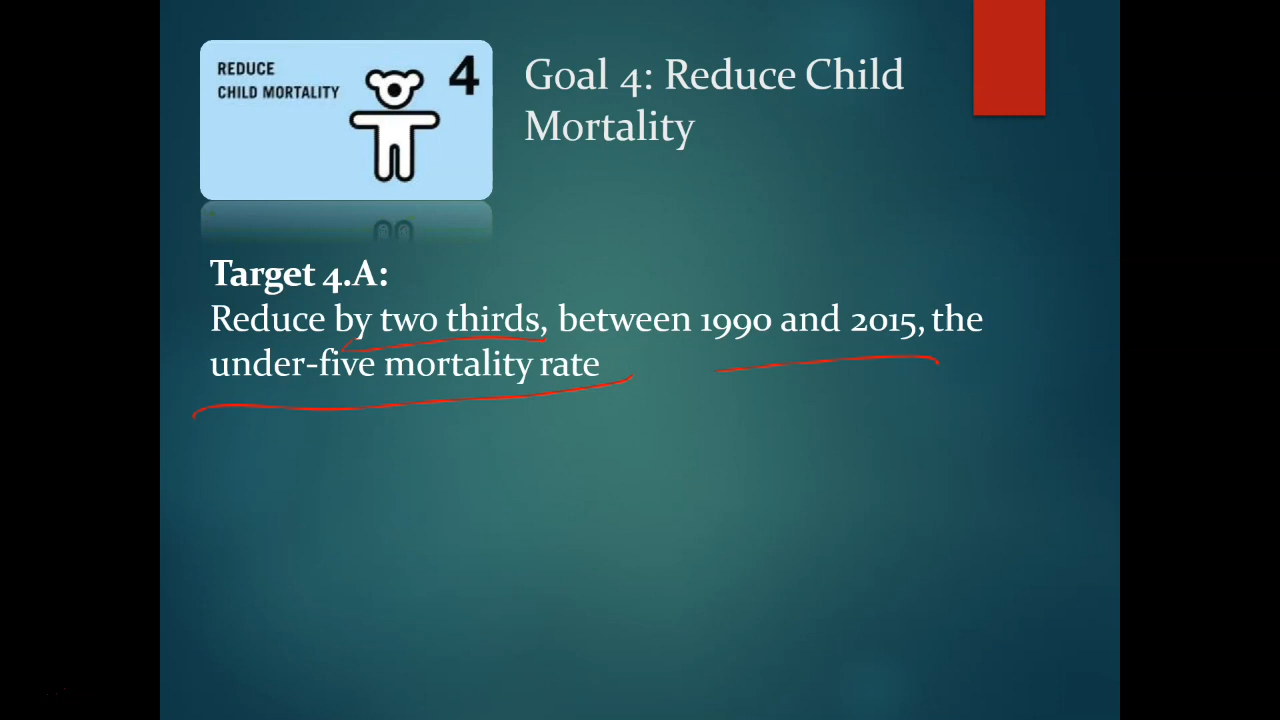 REDUCE
CHILD MORTALITY
4
Goal 4: Reduce Child
Mortality
Target 4.A:
Reduce by two thirds, between 1990 and 2015, the
under-five mortality rate